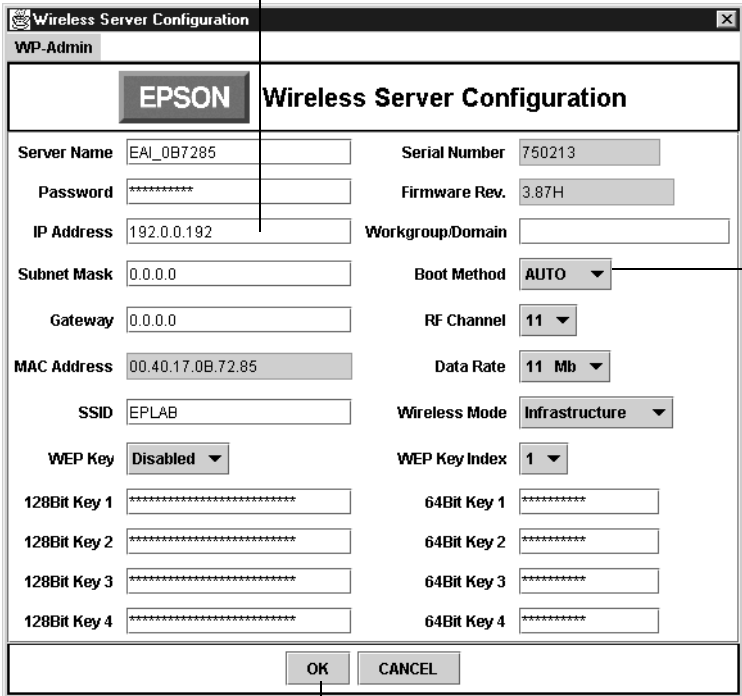 Wireless Server Configuration
WP-Admin
EPSON Wireless Server Configuration
Server Name EAI_0B7285 Serial Number 750213
Password ********** Firmware Rev. 3.87H
IP Address 192.0.0.192 Workgroup/Domain
Subnet Mask 0.0.0.0 Boot Method AUTO
Gateway 0.0.0.0 RF Channel 11
MAC Address 00.40.17.0B.72.85 Data Rate 11 Mb
SSID EPLAB Wireless Mode Infrastructure
WEP Key Disabled WEP Key Index 1
128Bit Key 1 ************************** 64Bit Key 1 **********
128Bit Key 2 ************************** 64Bit Key 2 **********
128Bit Key 3 ************************** 64Bit Key 3 **********
128Bit Key 4 ************************** 64Bit Key 4 **********
OK CANCEL